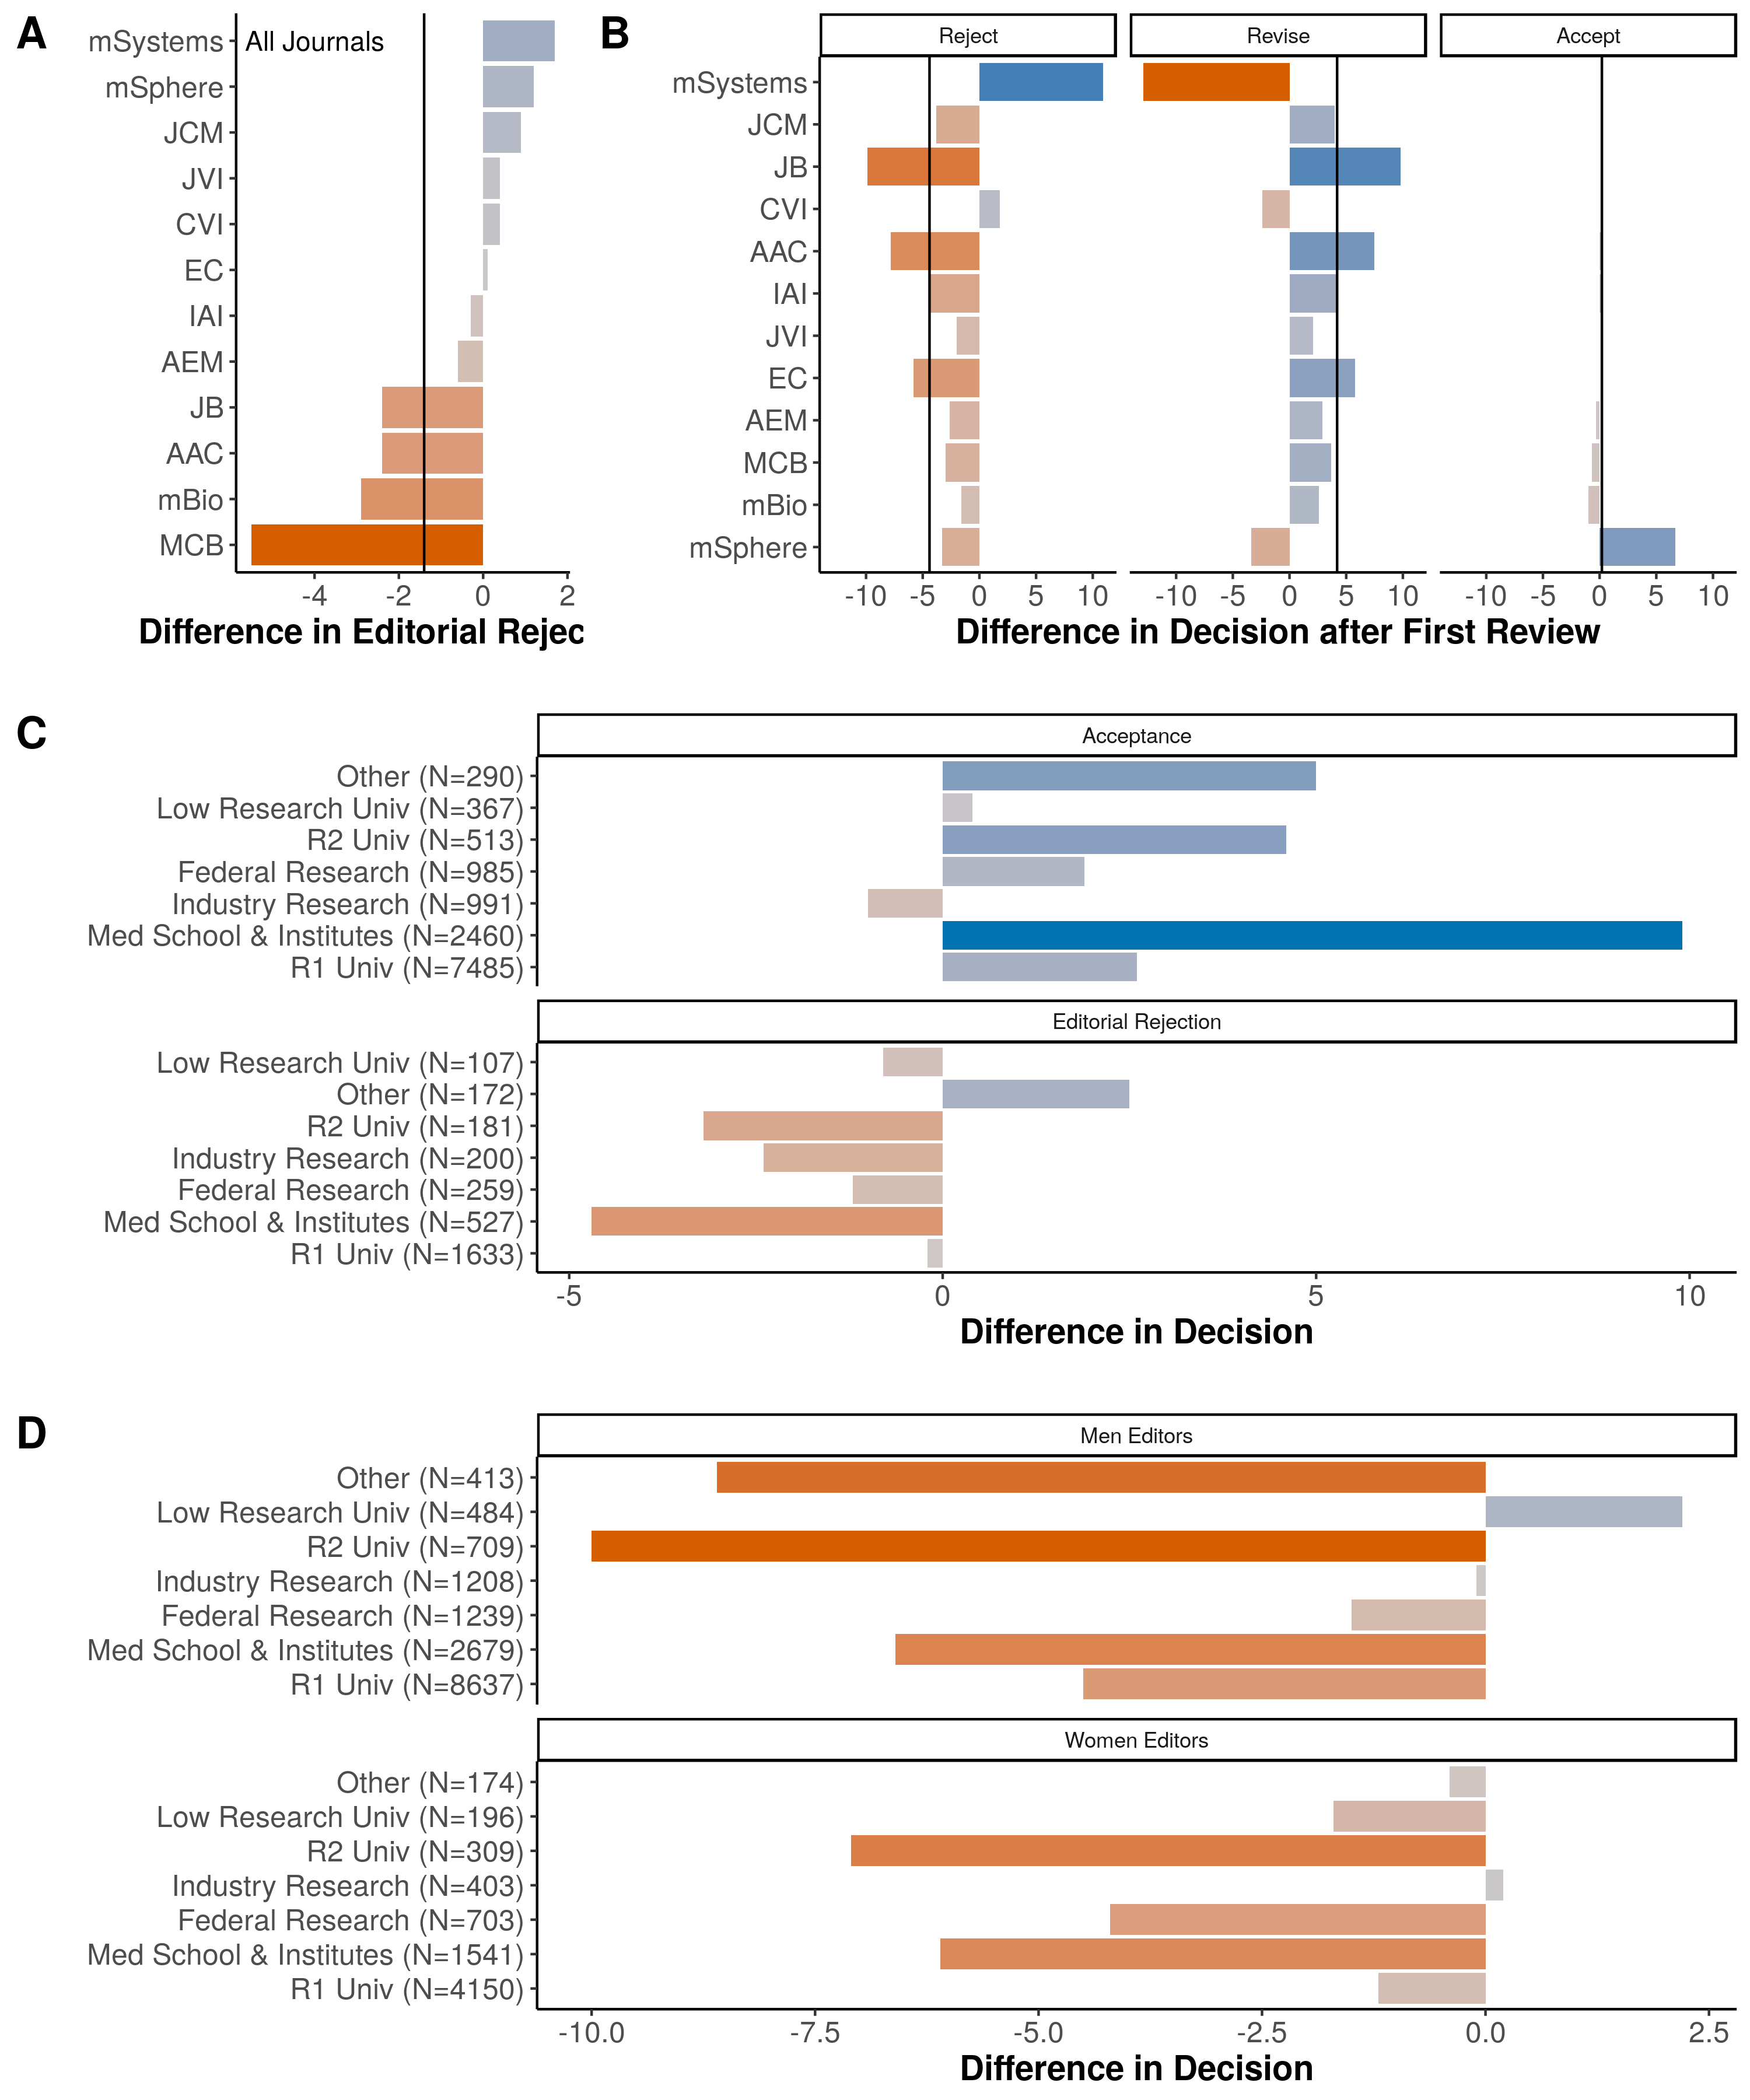 A
mSystems
All Journals
mSphere
JCM
JVI
CVI
EC
IAI
AEM
JB
AAC
mBio
MCB
-4 -2 0 2
Difference in Editorial Rejec
B
Reject Revise Accept
mSystems
JCM
JB
CVI
AAC
IAI
JVI
EC
AEM
MCB
mBio
mSphere
-10 -5 0 5 10 -10 -5 0 5 10 -10 -5 0 5 10
Difference in Decision after First Review
C
Acceptance
Other (N=290)
Low Research Univ (N=367)
R2 Univ (N=513)
Federal Research (N=985)
Industry Research (N=991)
Med School & Institutes (N=2460)
R1 Univ (N=7485)
Editorial Rejection
Low Research Univ (N=107)
Other (N=172)
R2 Univ (N=181)
Industry Research (N=200)
Federal Research (N=259)
Med School & Institutes (N=527)
R1 Univ (N=1633)
-5 0 5 10
Difference in Decision
D
Men Editors
Other (N=413)
Low Research Univ (N=484)
R2 Univ (N=709)
Industry Research (N=1208)
Federal Research (N=1239)
Med School & Institutes (N=2679)
R1 Univ (N=8637)
Women Editors
Other (N=174)
Low Research Univ (N=196)
R2 Univ (N=309)
Industry Research (N=403)
Federal Research (N=703)
Med School & Institutes (N=1541)
R1 Univ (N=4150)
-10.0 -7.5 -5.0 -2.5 0.0 2.5
Difference in Decision